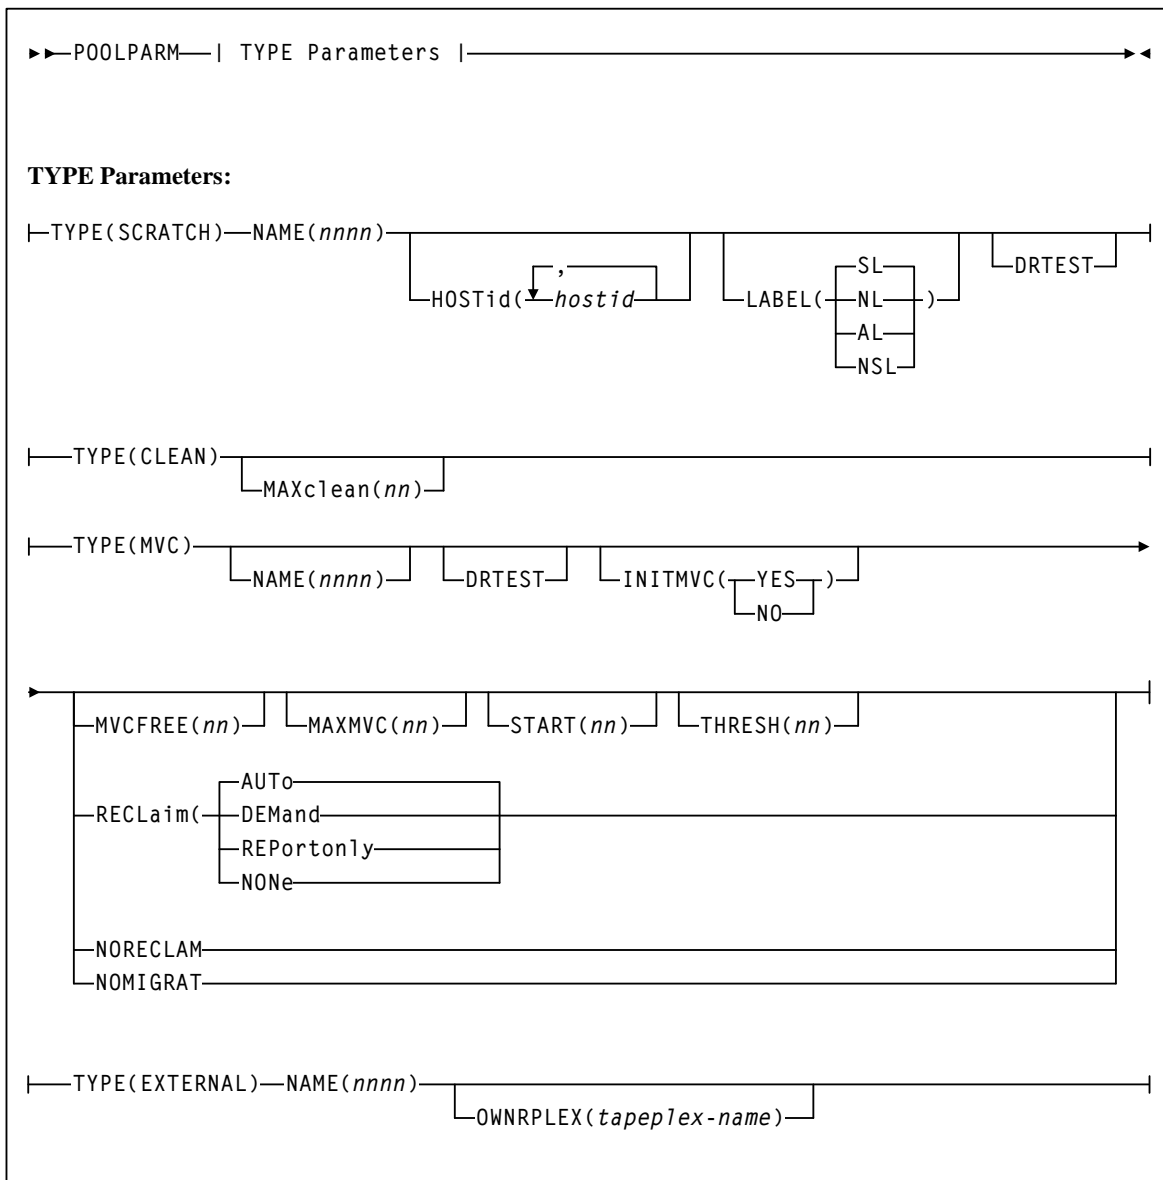 POOLPARM | TYPE Parameters |
TYPE Parameters:
TYPE(SCRATCH) NAME(nnnn)
HOSTid( , hostid
LABEL( SL NL AL NSL )
DRTEST
TYPE(CLEAN)
MAXclean(nn)
TYPE(MVC)
NAME(nnnn) DRTEST INITMVC( YES )
NO
MVCFREE(nn) MAXMVC(nn) START(nn) THRESH(nn)
AUTo
RECLaim( DEMand
REPortonly
NONe
NORECLAM
NOMIGRAT
TYPE(EXTERNAL) NAME(nnnn)
OWNRPLEX(tapeplex-name)